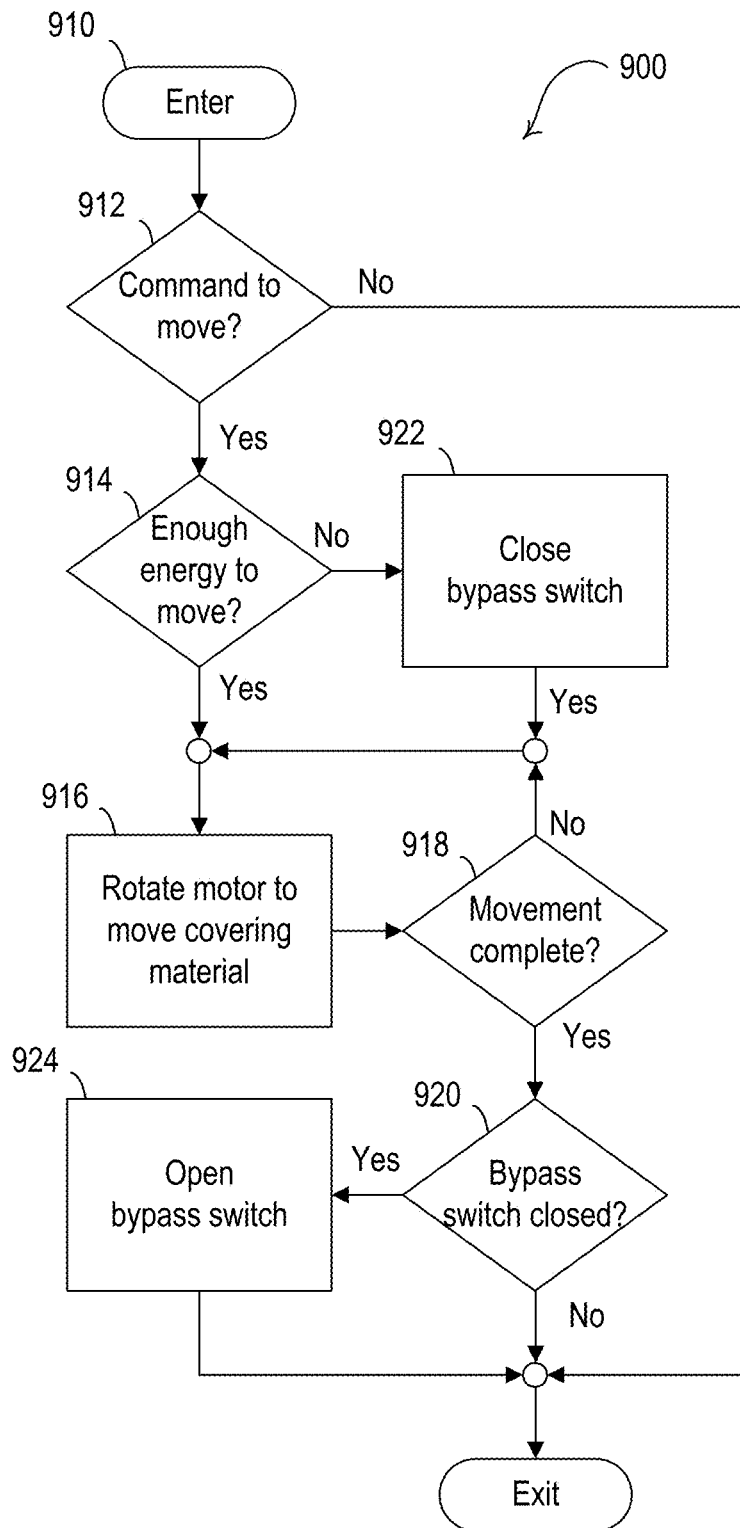 910
Enter
900
912
Command to
move?
No
Yes
914
Enough
energy to
move?
No
922
Close
bypass switch
Yes
Yes
916
Rotate motor to
move covering
material
918
No
Movement
complete?
Yes
924
Open
bypass switch
920
Yes
Bypass
switch closed?
No
Exit